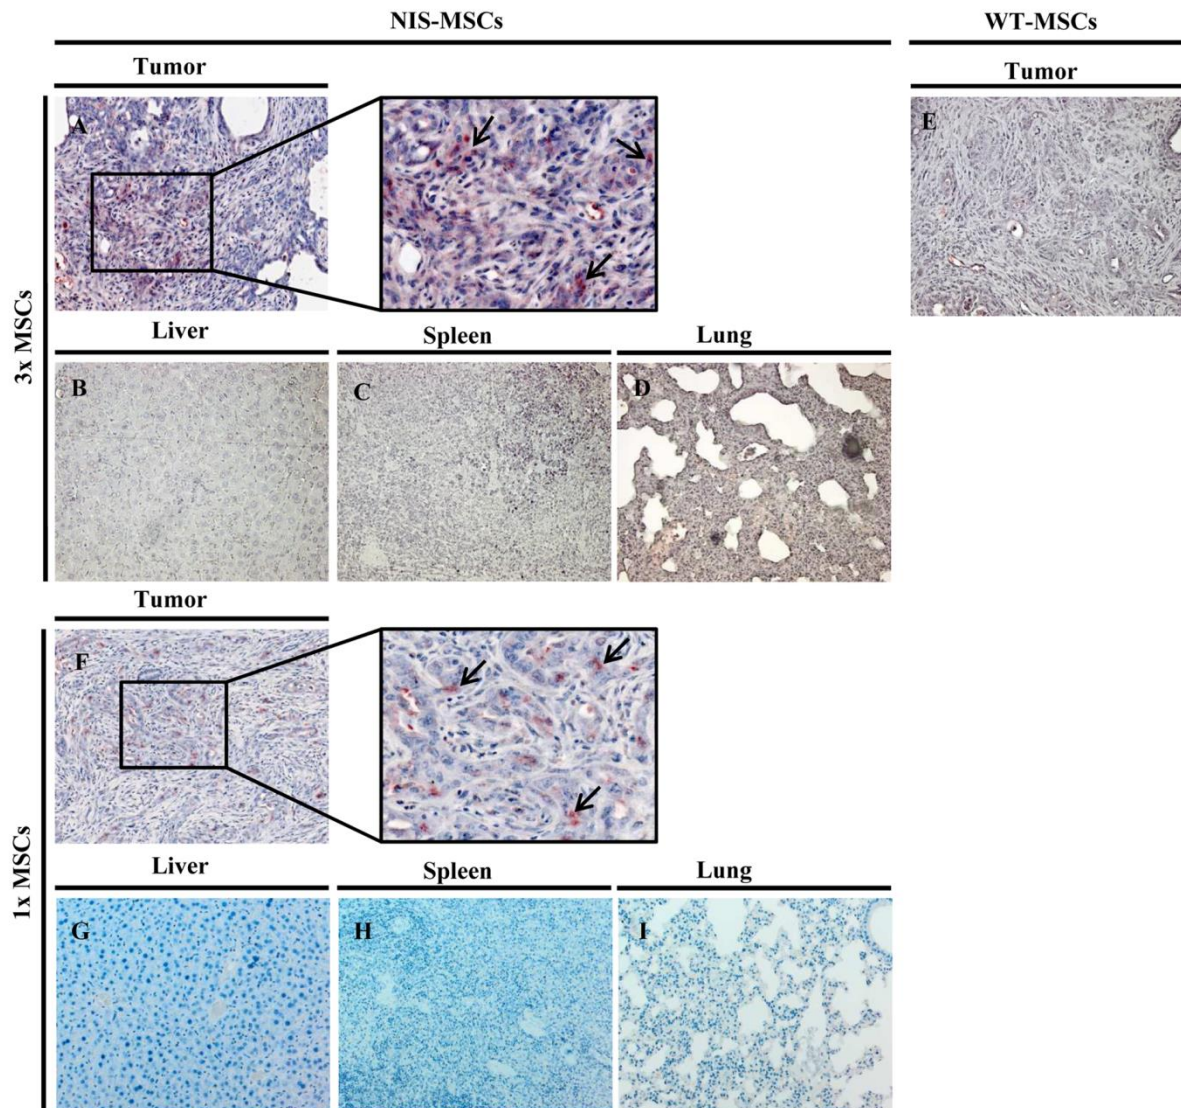 NIS-MSCs
WT-MSCs
Tumor
Tumor
3x MSCs
A
E
Liver
Spleen
Lung
B
C
D
Tumor
1x MSCs
F
Liver
Spleen
Lung
G
H
I